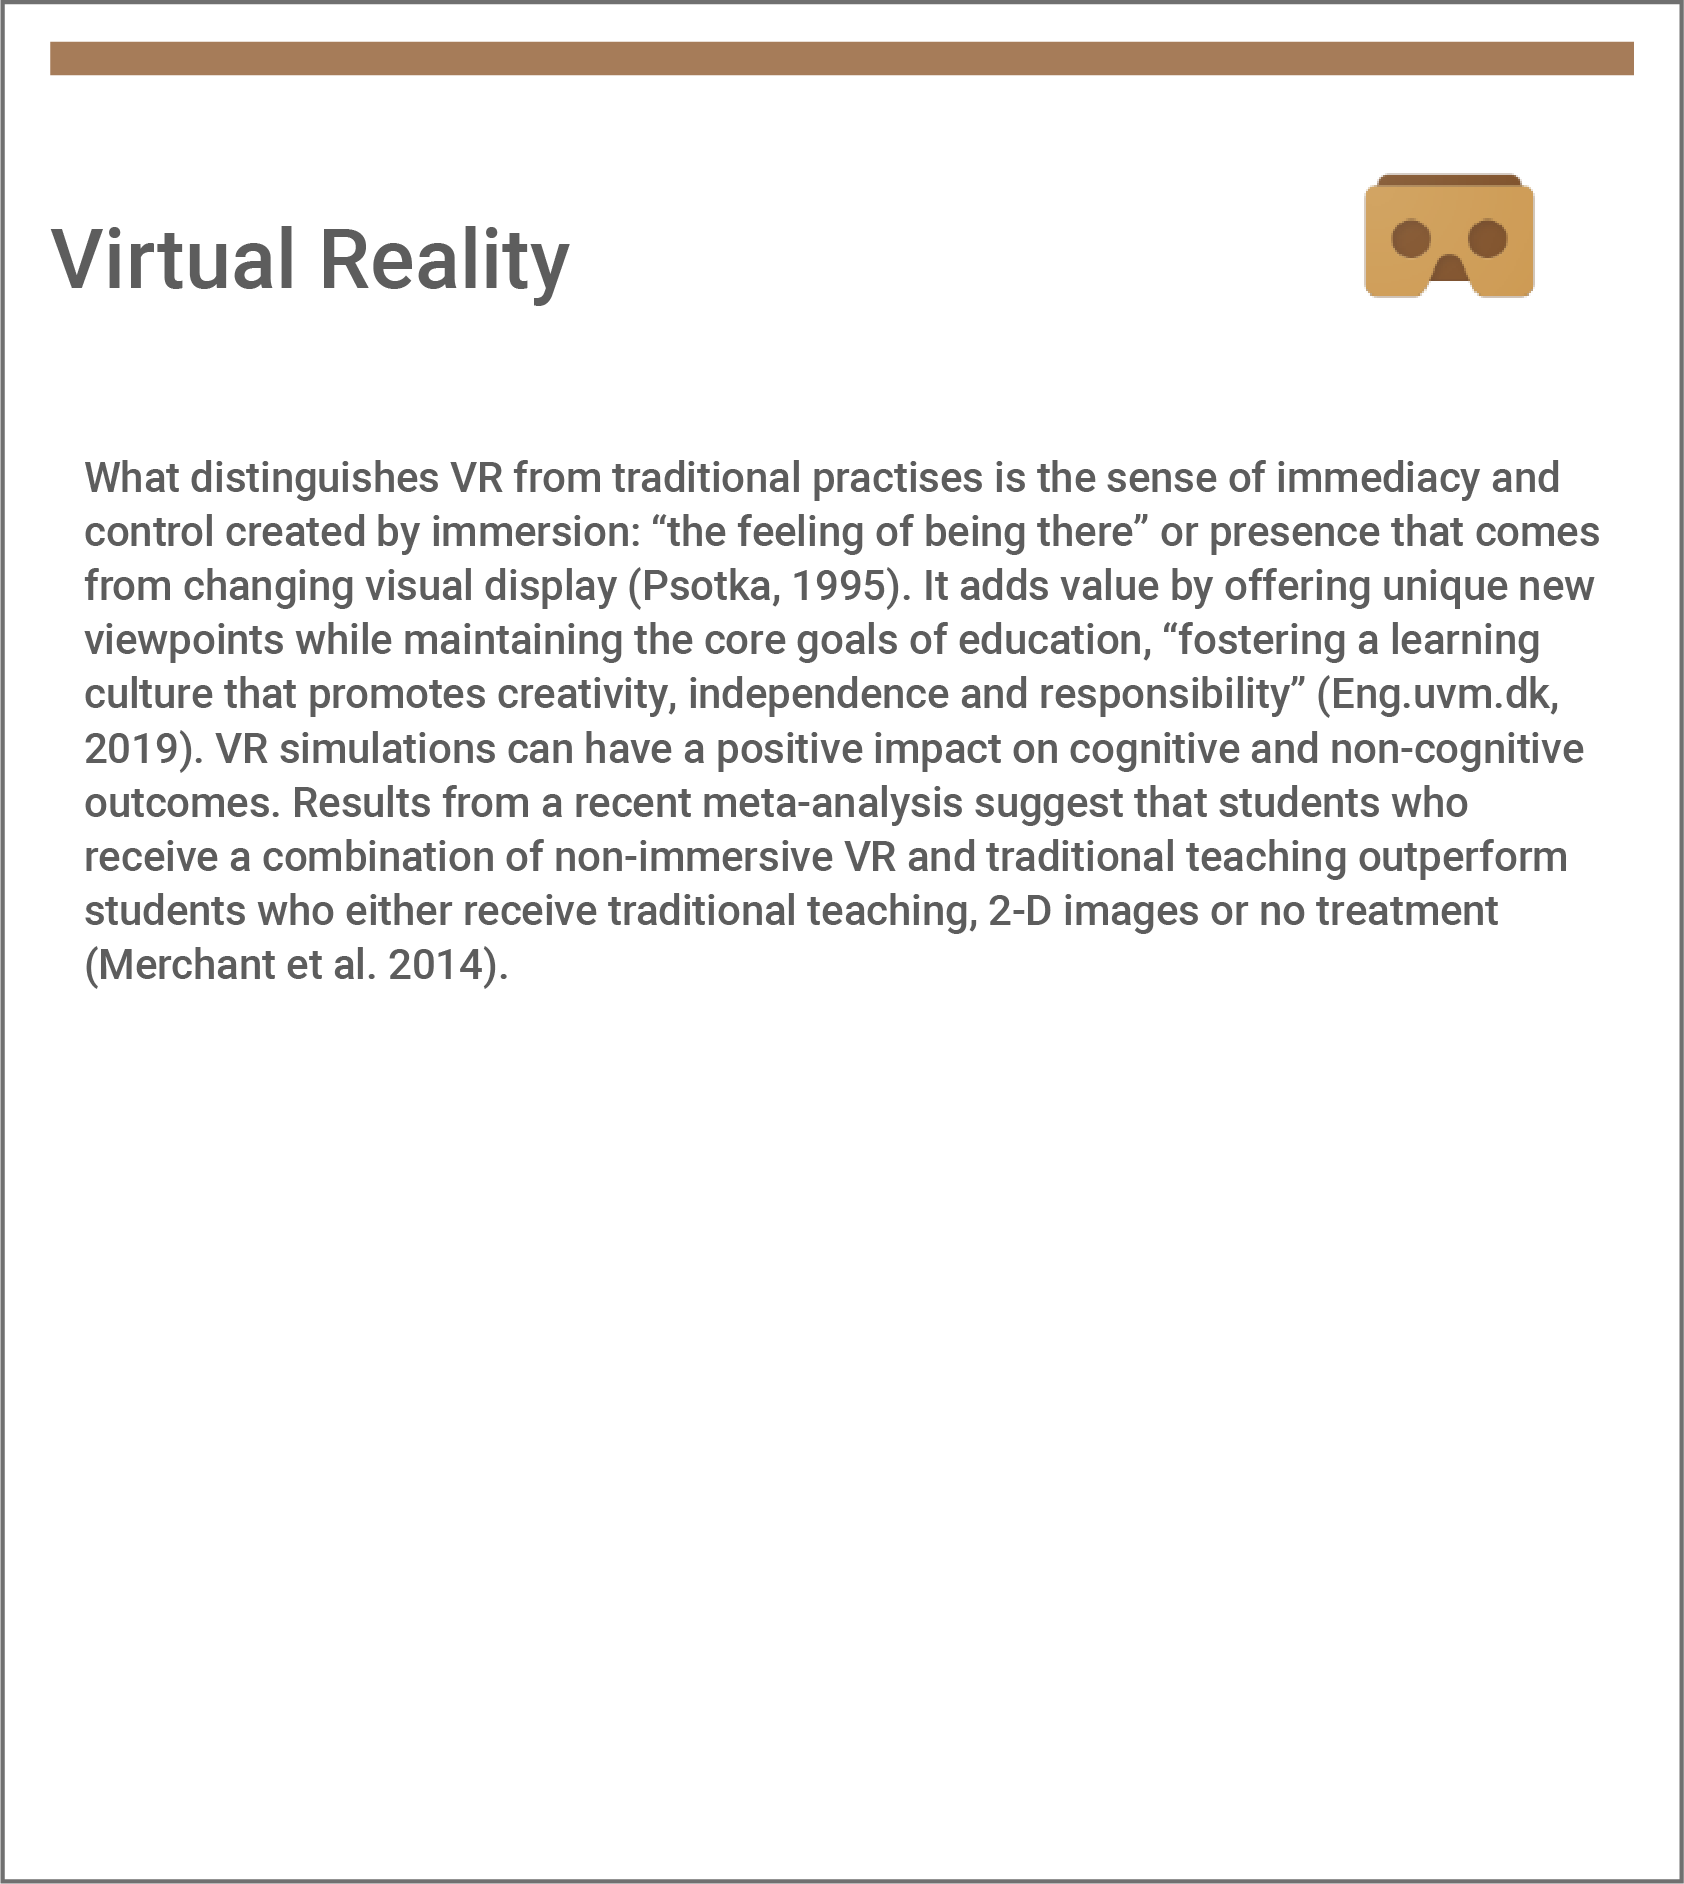 Virtual Reality
What distinguishes VR from traditional practises is the sense of immediacy and
control created by immersion: “the feeling of being there” or presence that comes
from changing visual display (Psotka, 1995). It adds value by offering unique new
viewpoints while maintaining the core goals of education, “fostering a learning
culture that promotes creativity, independence and responsibility” (Eng.uvm.dk,
2019). VR simulations can have a positive impact on cognitive and non-cognitive
outcomes. Results from a recent meta-analysis suggest that students who
receive a combination of non-immersive VR and traditional teaching outperform
students who either receive traditional teaching, 2-D images or no treatment
(Merchant et al. 2014).